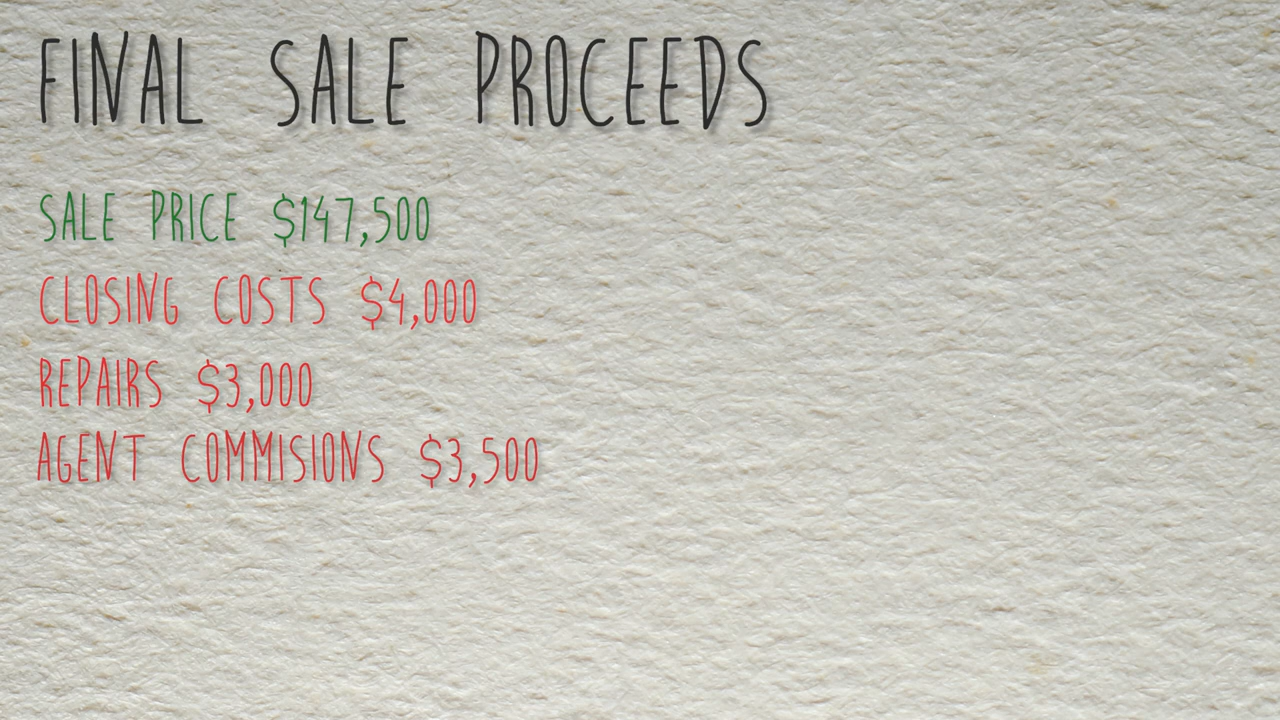 FINAL SALE PROCEEDS
SALE PRICE $147,500
CLOSING COSTS $4,000
REPAIRS $3,000
AGENT COMMISIONS $3,500